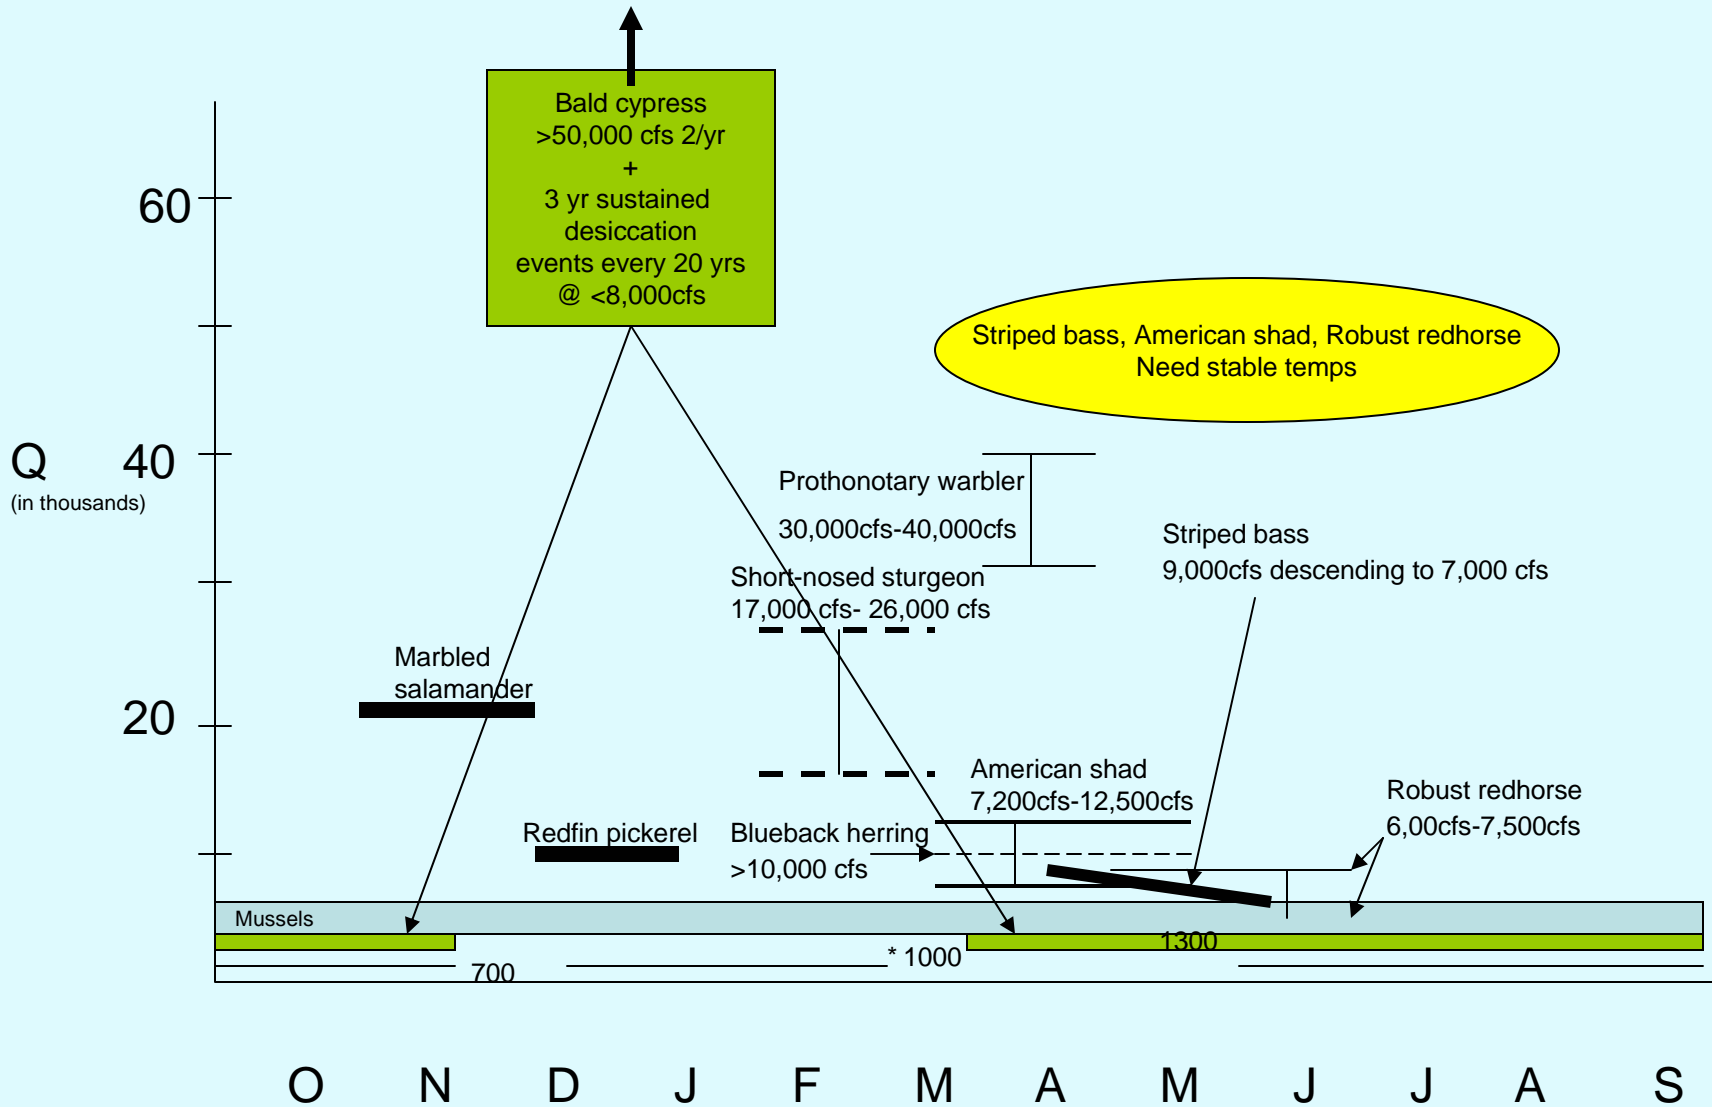 Bald cypress
>50,000 cfs 2/yr
+
3 yr sustained
desiccation
events every 20 yrs
@ <8,000cfs
60
Striped bass, American shad, Robust redhorse
Need stable temps
Q
(in thousands)
40
Prothonotary warbler
30,000cfs-40,000cfs
Striped bass
9,000cfs descending to 7,000 cfs
Short-nosed sturgeon
17,000 cfs- 26,000 cfs
Marbled
salamander
20
American shad
7,200cfs-12,500cfs
Robust redhorse
6,00cfs-7,500cfs
Redfin pickerel
Blueback herring
>10,000 cfs
Mussels
700
* 1000
1300
O N D J F M A M J J A S